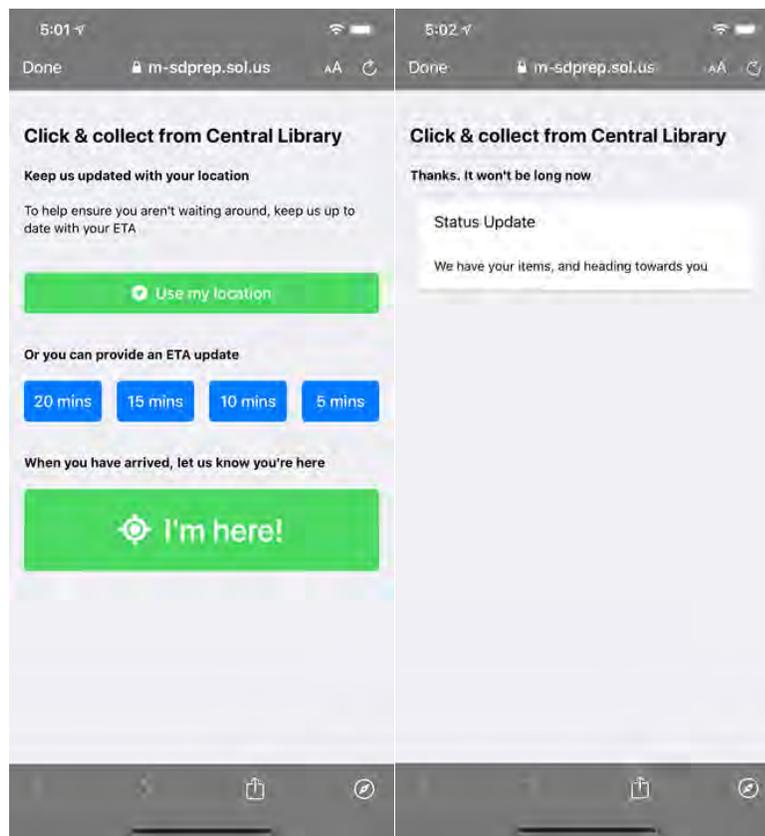 5:01
Done
m-sdprep.sol.us
AA
Click & collect from Central Library
Keep us updated with your location
To help ensure you aren't waiting around, keep us up to
date with your ETA
Use my location
Or you can provide an ETA update
20 mins
15 mins
10 mins
5 mins
When you have arrived, let us know you're here
I'm here!
5:02
Done
m-sdprep.sol.us
AA
Click & collect from Central Library
Thanks. It won't be long now
Status Update
We have your items, and heading towards you